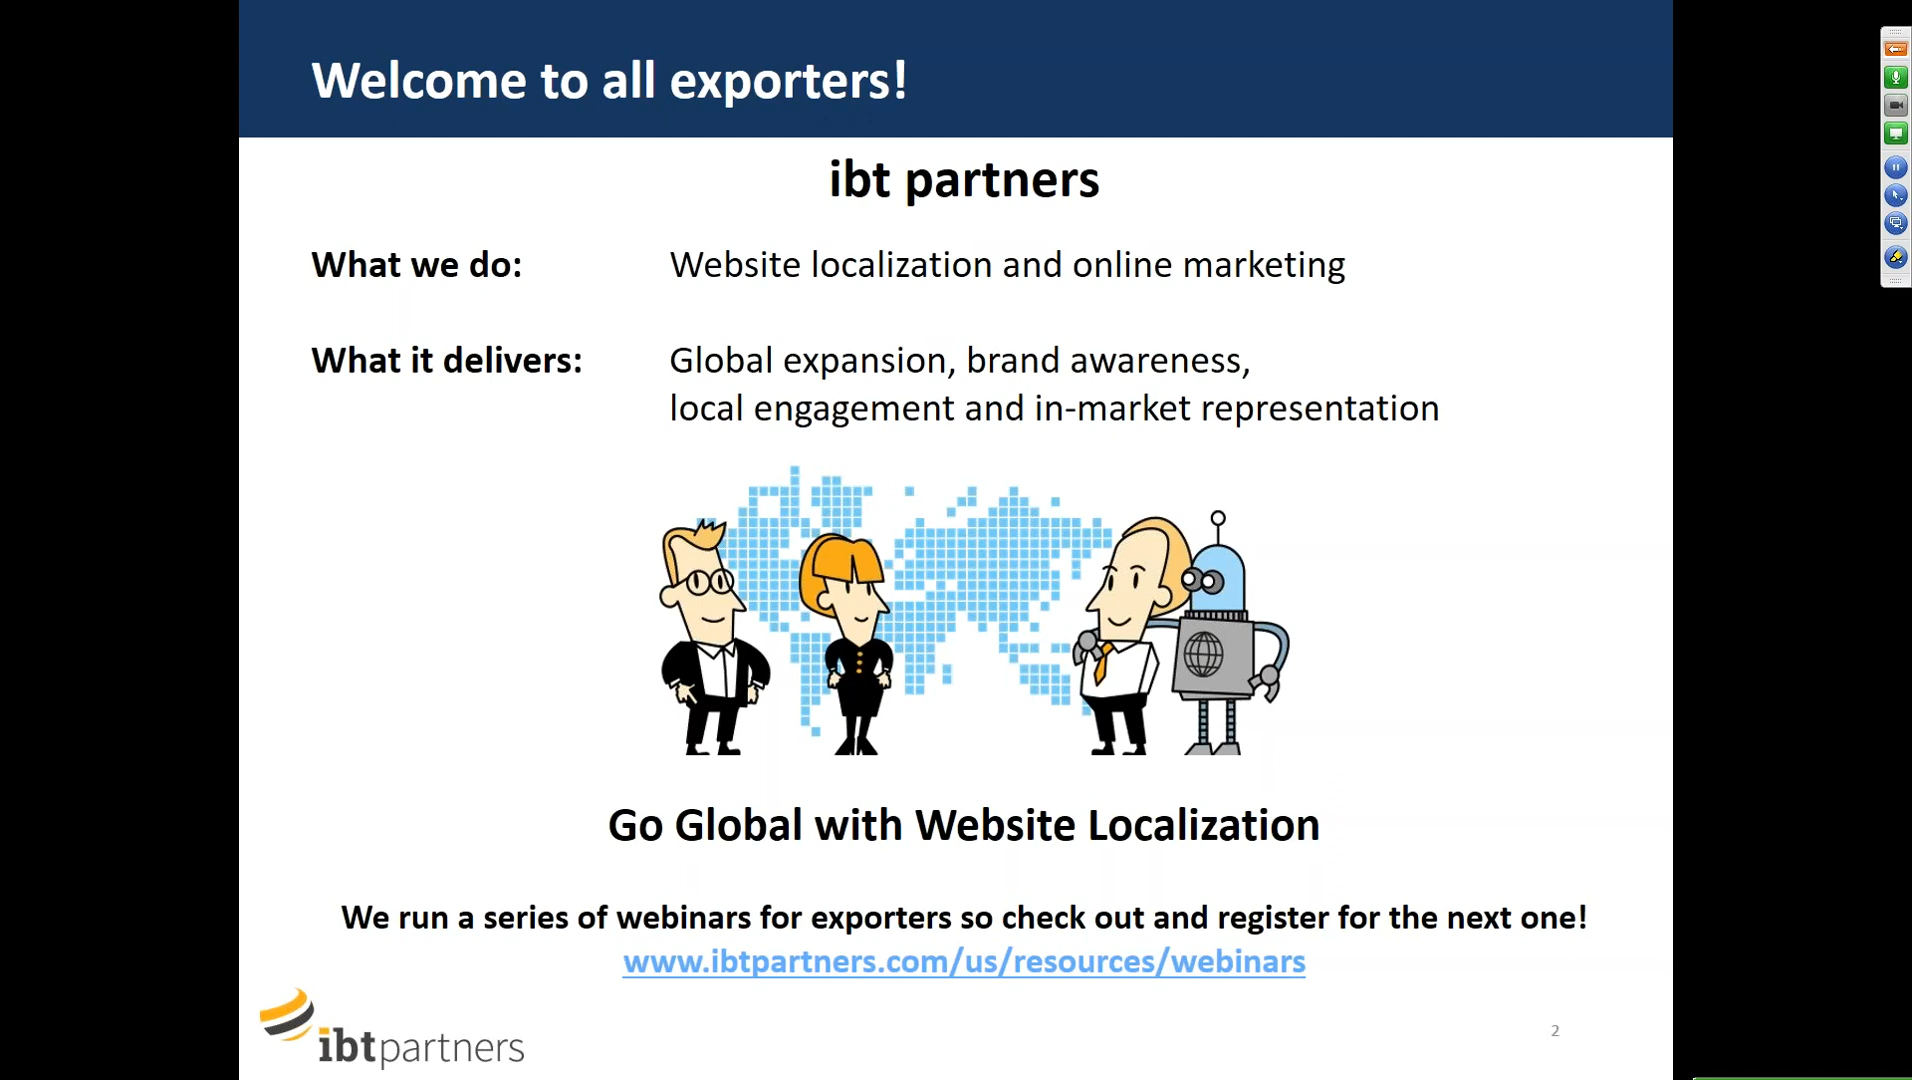 Welcome to all exporters!
ibt partners
What we do: Website localization and online marketing
What it delivers: Global expansion, brand awareness,
local engagement and in-market representation
Go Global with Website Localization
We run a series of webinars for exporters so check out and register for the next one!
www.ibtpartners.com/us/resources/webinars
ibtpartners
2